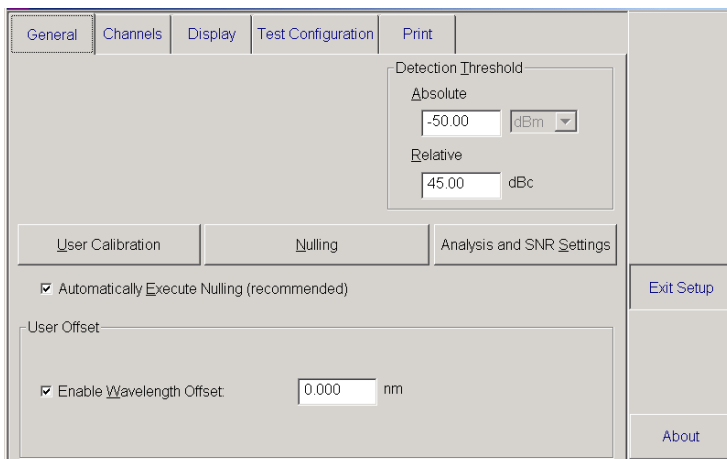 General Channels Display Test Configuration Print
Detection Threshold
Absolute
-50.00 dBm
Relative
45.00 dBc
User Calibration Nulling Analysis and SNR Settings
Automatically Execute Nulling (recommended)
Exit Setup
User Offset
Enable Wavelength Offset: 0.000 nm
About